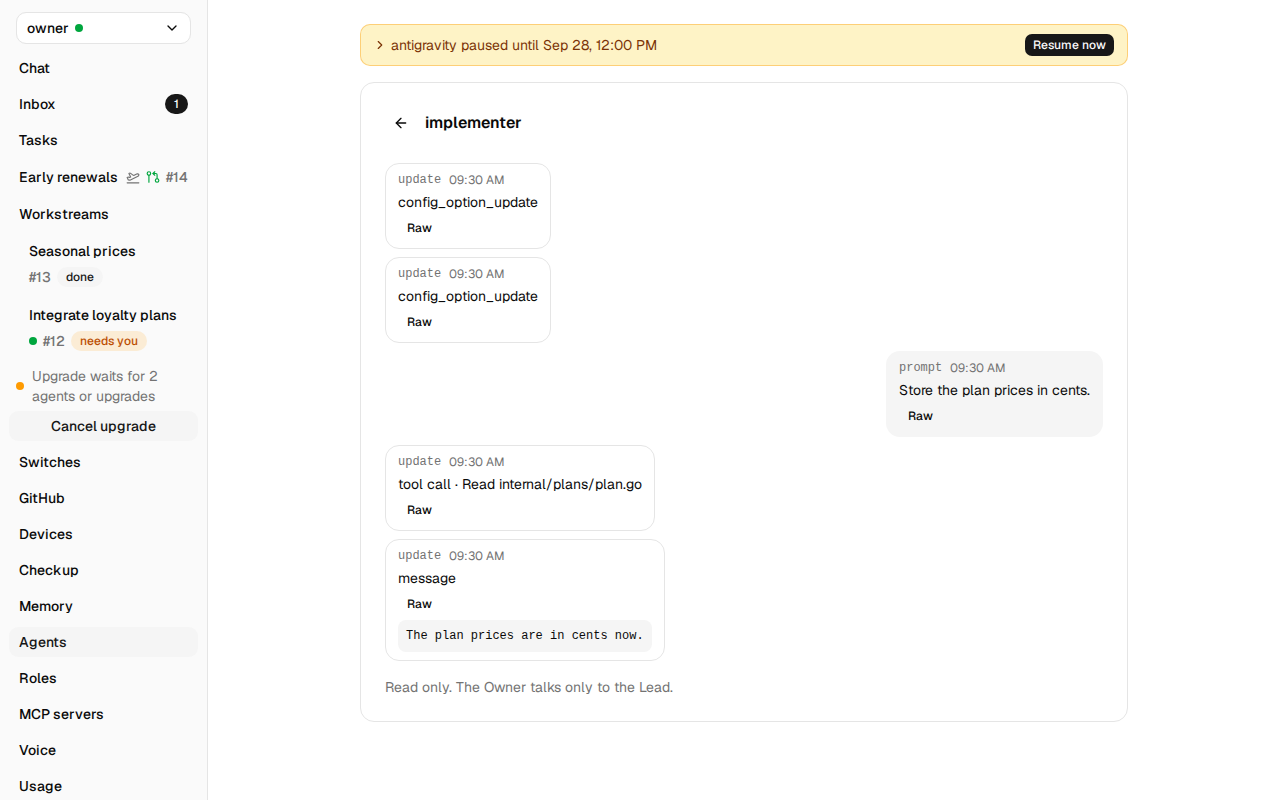 owner
Chat
Inbox 1
Tasks
Early renewals #14
Workstreams
Seasonal prices
#13 done
Integrate loyalty plans
#12 needs you
Upgrade waits for 2
agents or upgrades
Cancel upgrade
Switches
GitHub
Devices
Checkup
Memory
Agents
Roles
MCP servers
Voice
Usage
antigravity paused until Sep 28, 12:00 PM
Resume now
implementer
update 09:30 AM
config_option_update
Raw
update 09:30 AM
config_option_update
Raw
prompt 09:30 AM
Store the plan prices in cents.
Raw
update 09:30 AM
tool call · Read internal/plans/plan.go
Raw
update 09:30 AM
message
Raw
The plan prices are in cents now.
Read only. The Owner talks only to the Lead.